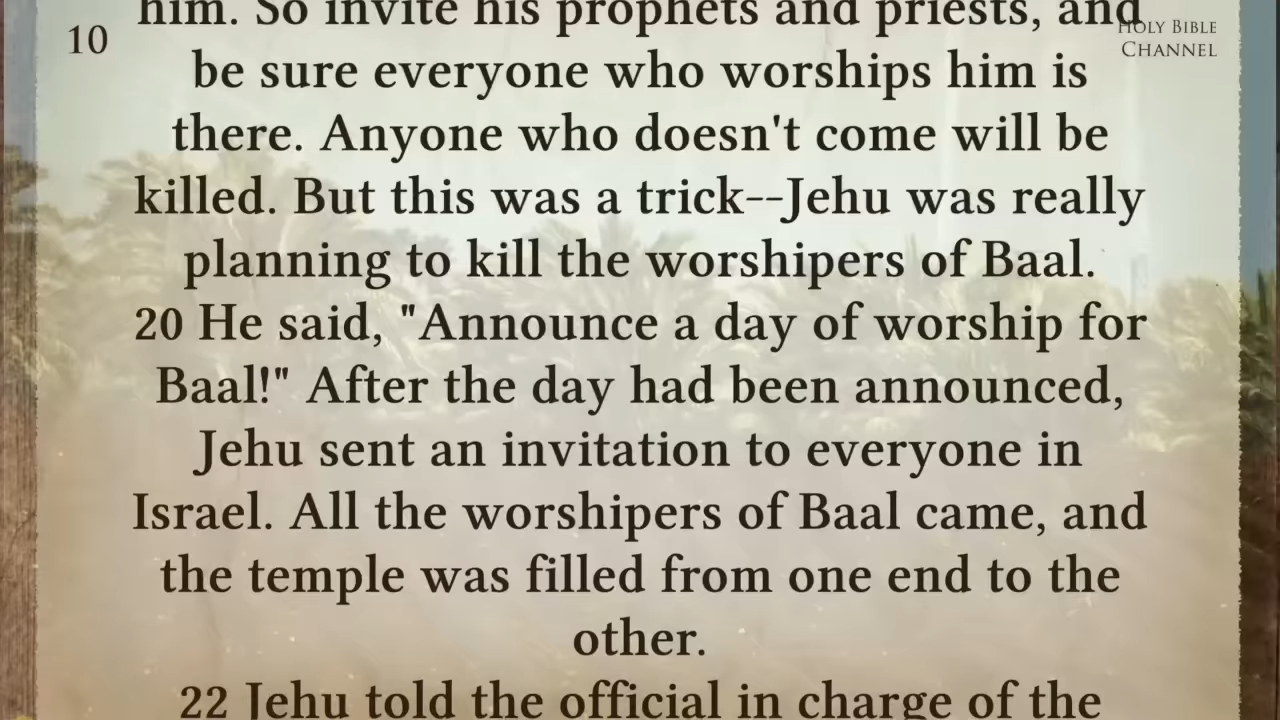 him. So invite his prophets and priests, and
10
HOLY BIBLE
CHANNEL
be sure everyone who worships him is
there. Anyone who doesn't come will be
killed. But this was a trick--Jehu was really
planning to kill the worshipers of Baal.
20 He said, "Announce a day of worship for
Baal!" After the day had been announced,
Jehu sent an invitation to everyone in
Israel. All the worshipers of Baal came, and
the temple was filled from one end to the
other.
22 Jehu told the official in charge of the